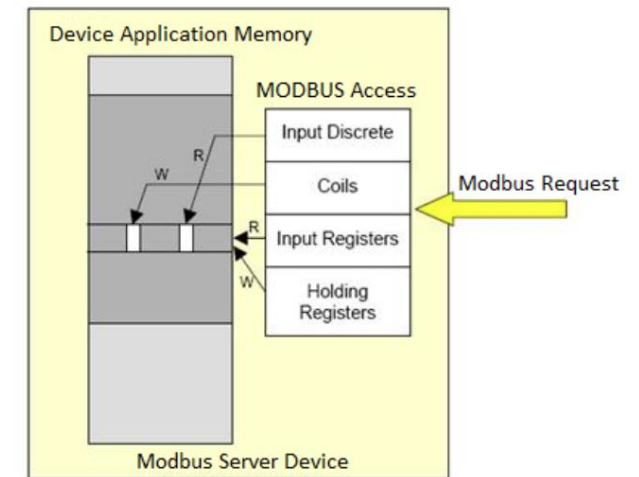 Device Application Memory
MODBUS Access
Input Discrete
R
W
Coils
Modbus Request
R
Input Registers
W
Holding
Registers
Modbus Server Device